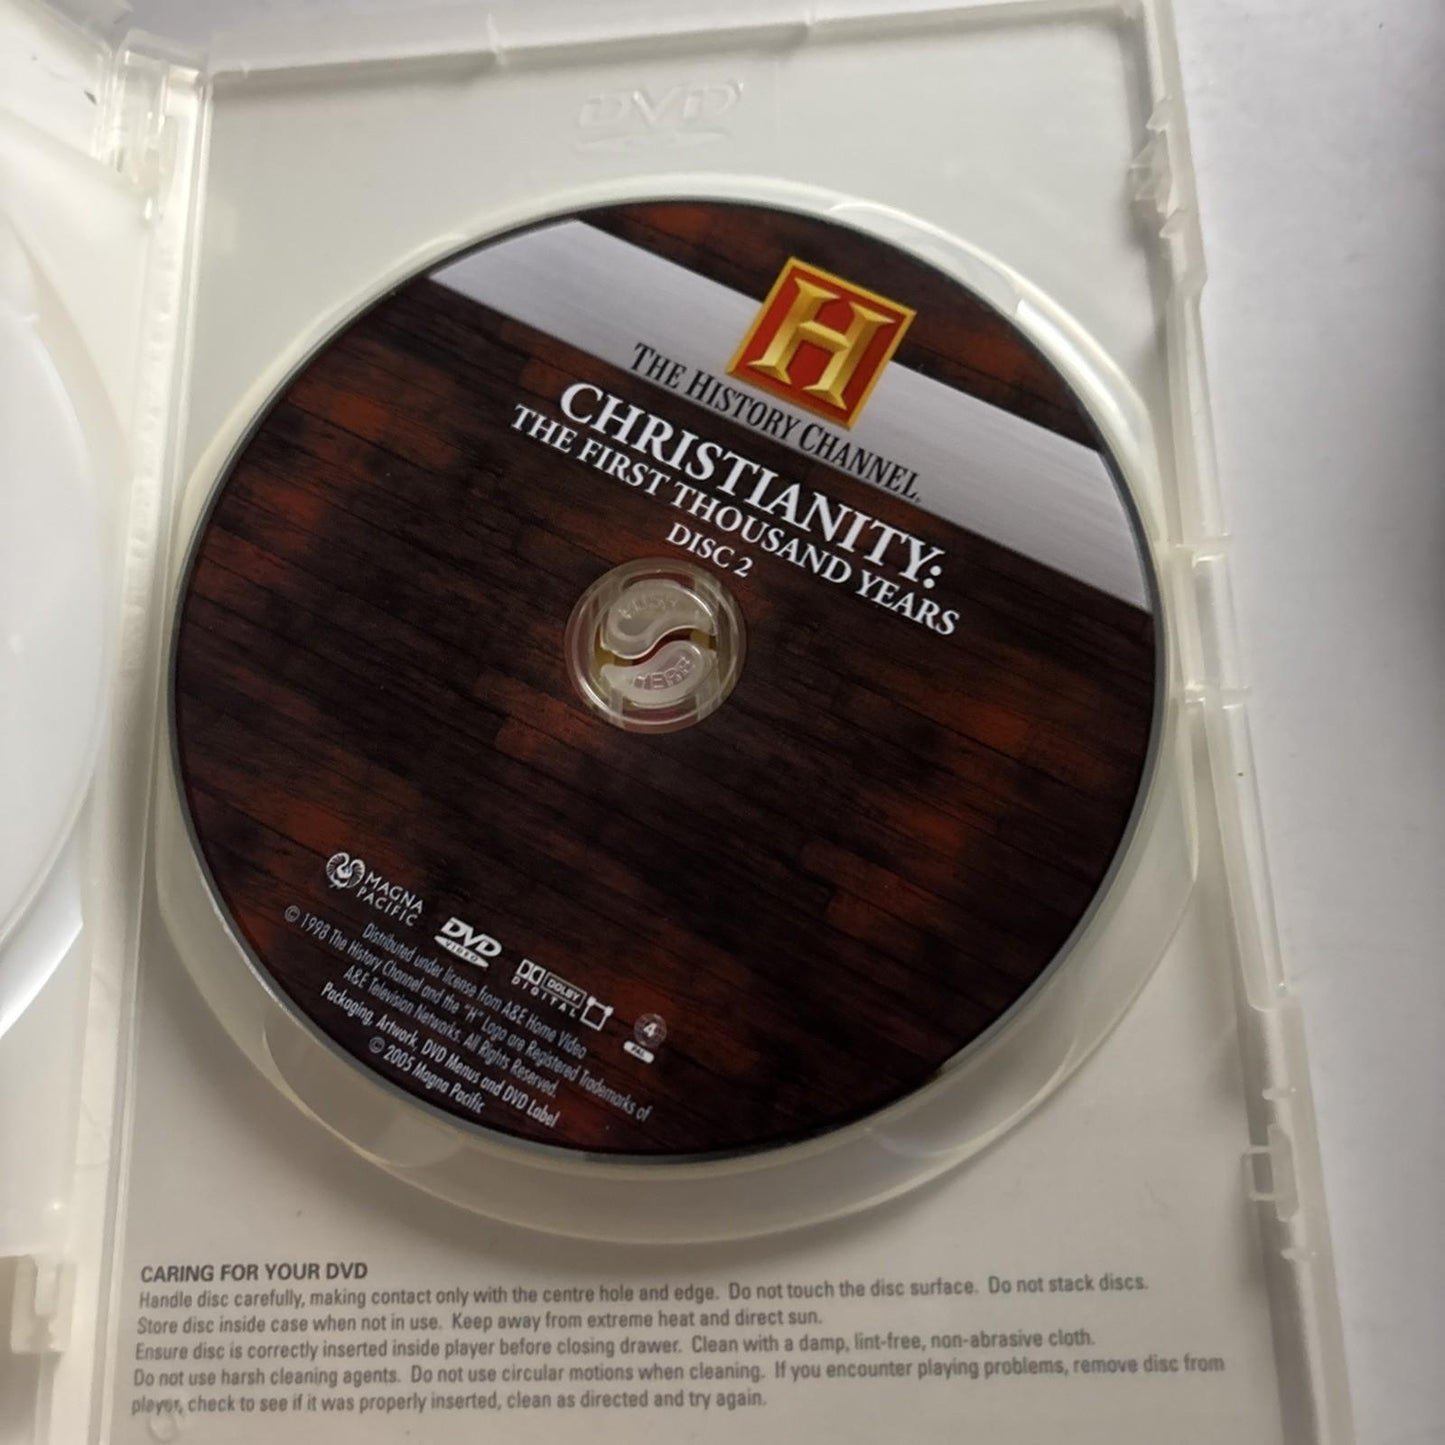 DVD
H
THE HISTORY CHANNEL
CHRISTIANITY:
THE FIRST THOUSAND YEARS
DISC 2
PUSH
HERE
MAGNA
PACIFIC
DVD
VIDEO
DOLBY
DIGITAL
4
PAL
Distributed under license from A&E Home Video
© 1998 The History Channel and the "H" Logo are Registered Trademarks of
A&E Television Networks. All Rights Reserved.
Packaging, Artwork, DVD Menus and DVD Label
© 2005 Magna Pacific
CARING FOR YOUR DVD
Handle disc carefully, making contact only with the centre hole and edge. Do not touch the disc surface. Do not stack discs.
Store disc inside case when not in use. Keep away from extreme heat and direct sun.
Ensure disc is correctly inserted inside player before closing drawer. Clean with a damp, lint-free, non-abrasive cloth.
Do not use harsh cleaning agents. Do not use circular motions when cleaning. If you encounter playing problems, remove disc from
player, check to see if it was properly inserted, clean as directed and try again.